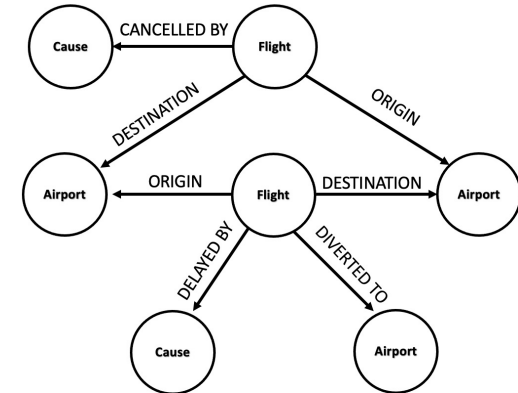 CANCELLED BY
Cause
Flight
DESTINATION
ORIGIN
ORIGIN
DESTINATION
Airport
Flight
Airport
DELAYED BY
DIVERTED TO
Cause
Airport